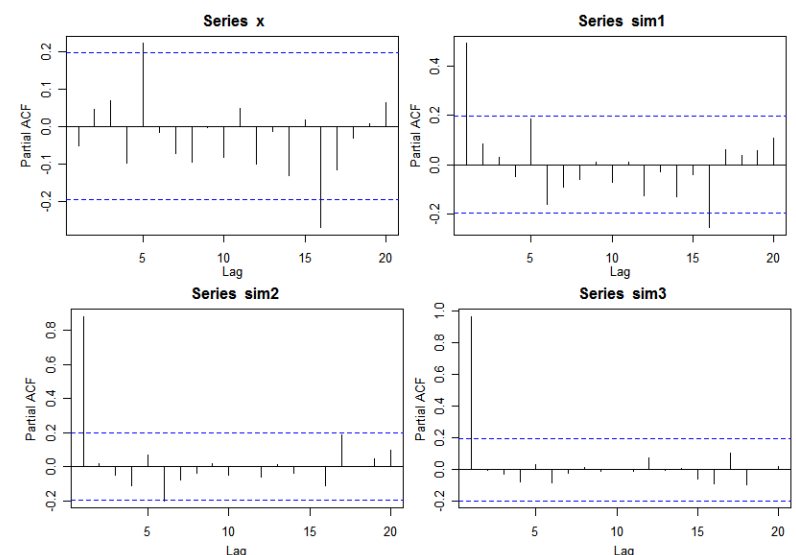 Series x
Partial ACF
0.2
0.1
0.0
-0.1
-0.2
5 10 15 20
Lag
Series sim1
Partial ACF
0.4
0.2
0.0
-0.2
5 10 15 20
Lag
Series sim2
Partial ACF
0.8
0.6
0.4
0.2
0.0
-0.2
5 10 15 20
Lag
Series sim3
Partial ACF
1.0
0.8
0.6
0.4
0.2
0.0
-0.2
5 10 15 20
Lag